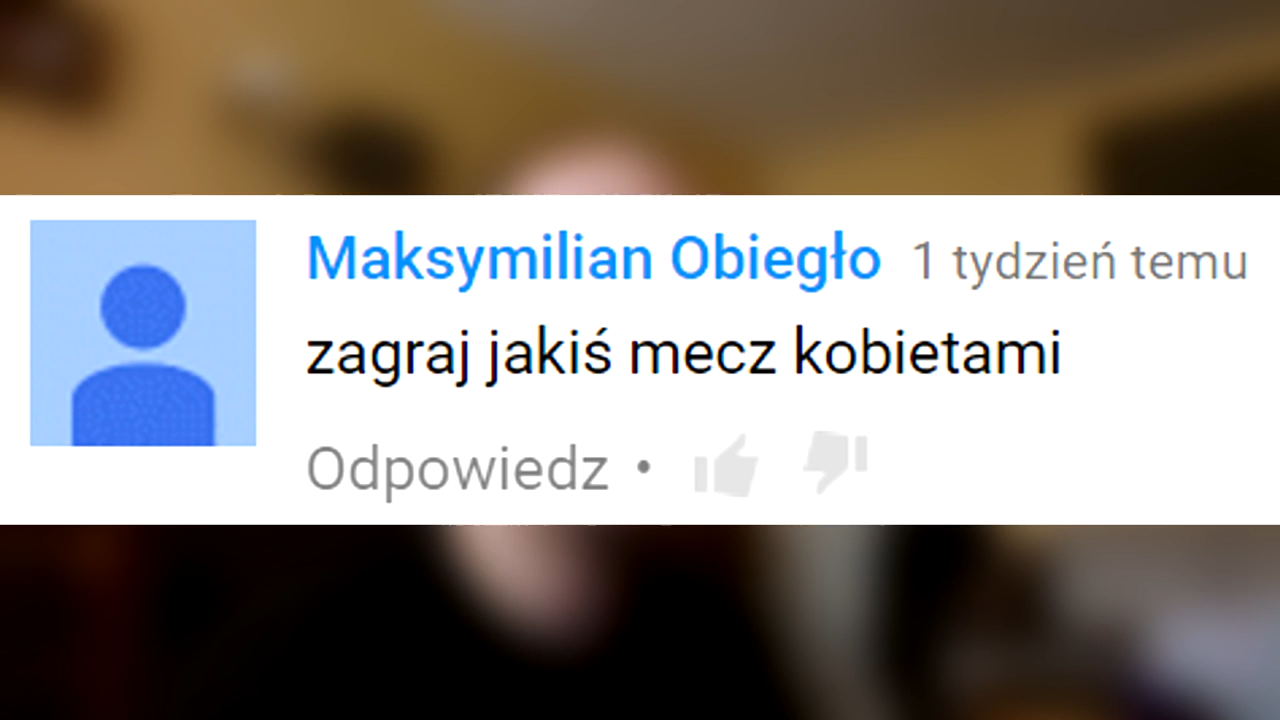 Maksymilian Obiegło 1 tydzień temu
zagraj jakiś mecz kobietami
Odpowiedz •